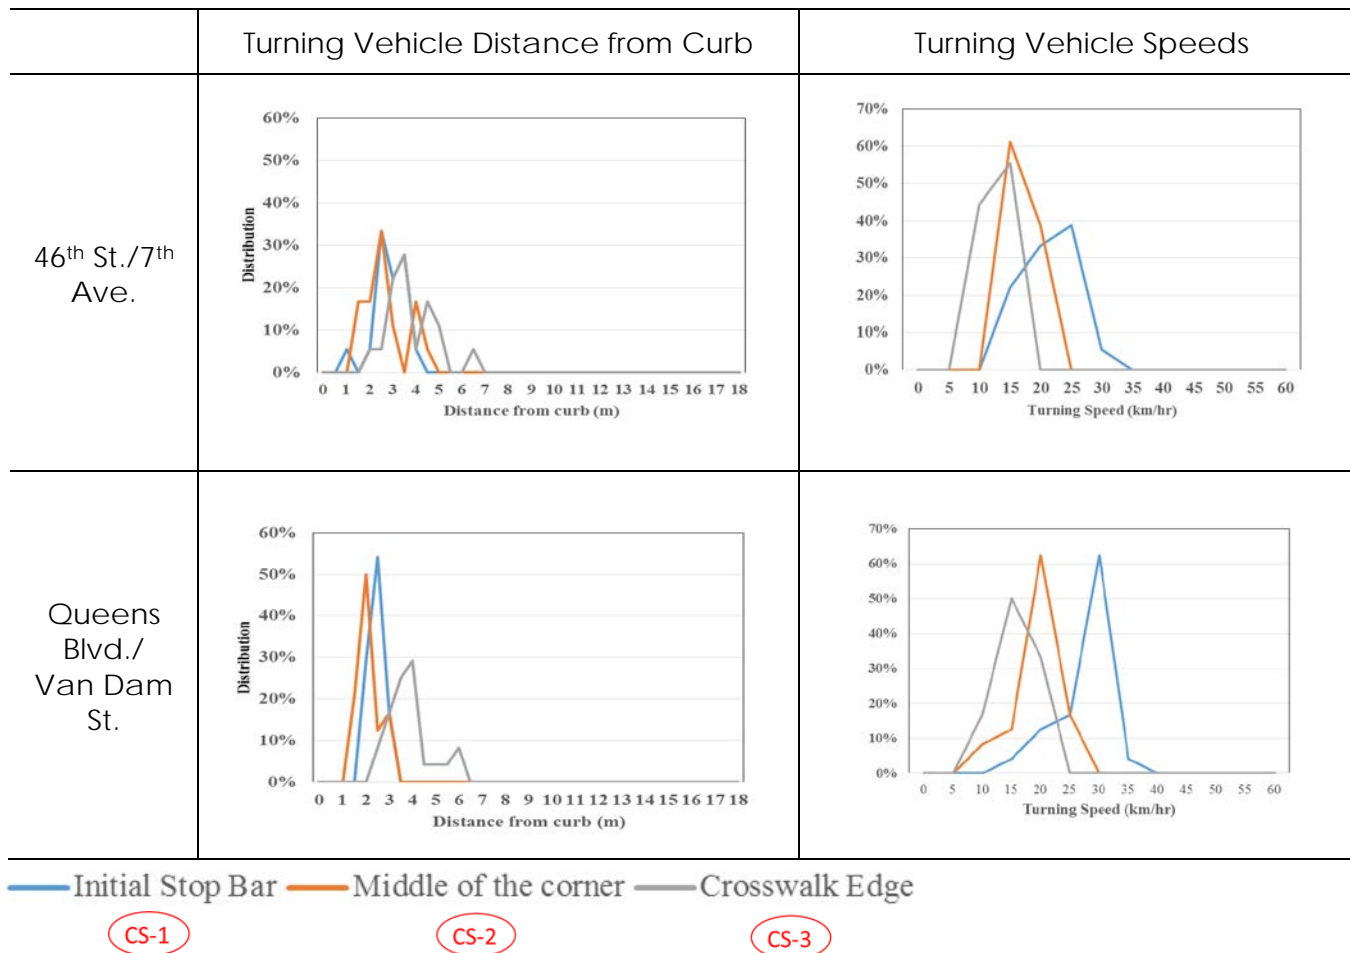 Turning Vehicle Distance from Curb
Turning Vehicle Speeds
46th St./7th
Ave.
60%
50%
40%
30%
20%
10%
0%
Distribution
0 1 2 3 4 5 6 7 8 9 10 11 12 13 14 15 16 17 18
Distance from curb (m)
70%
60%
50%
40%
30%
20%
10%
0%
0 5 10 15 20 25 30 35 40 45 50 55 60
Turning Speed (km/hr)
Queens
Blvd./
Van Dam
St.
60%
50%
40%
30%
20%
10%
0%
Distribution
0 1 2 3 4 5 6 7 8 9 10 11 12 13 14 15 16 17 18
Distance from curb (m)
70%
60%
50%
40%
30%
20%
10%
0%
0 5 10 15 20 25 30 35 40 45 50 55 60
Turning Speed (km/hr)
Initial Stop Bar Middle of the corner Crosswalk Edge
CS-1 CS-2 CS-3